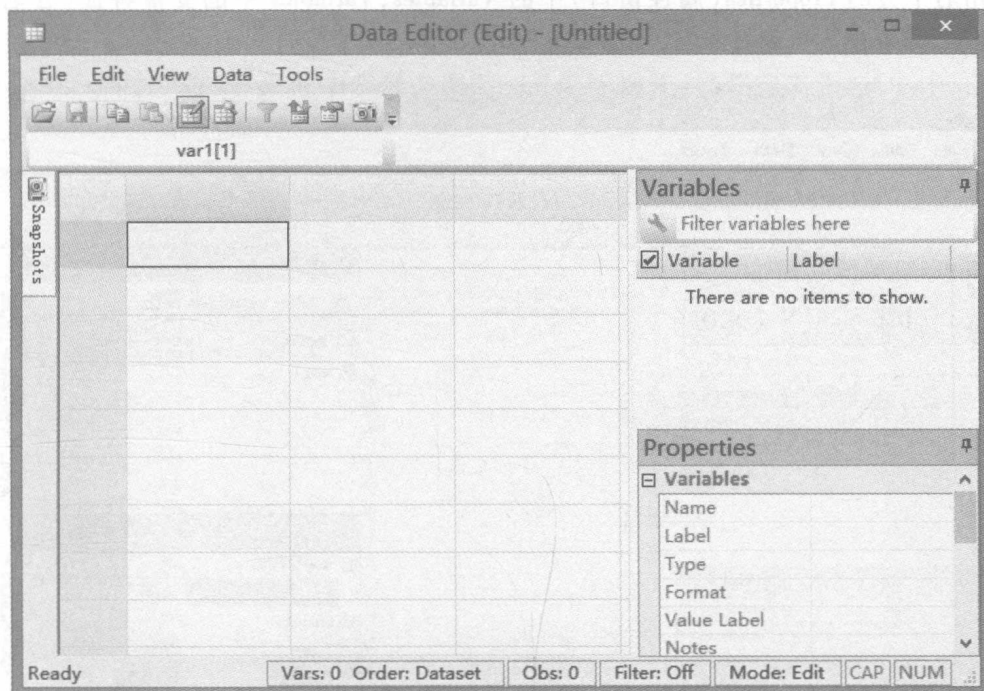 Data Editor (Edit) - [Untitled]
File Edit View Data Tools
var1[1]
Snapshots
Variables
Filter variables here
Variable Label
There are no items to show.
Properties
Variables
Name
Label
Type
Format
Value Label
Notes
Ready Vars: 0 Order: Dataset Obs: 0 Filter: Off Mode: Edit CAP NUM